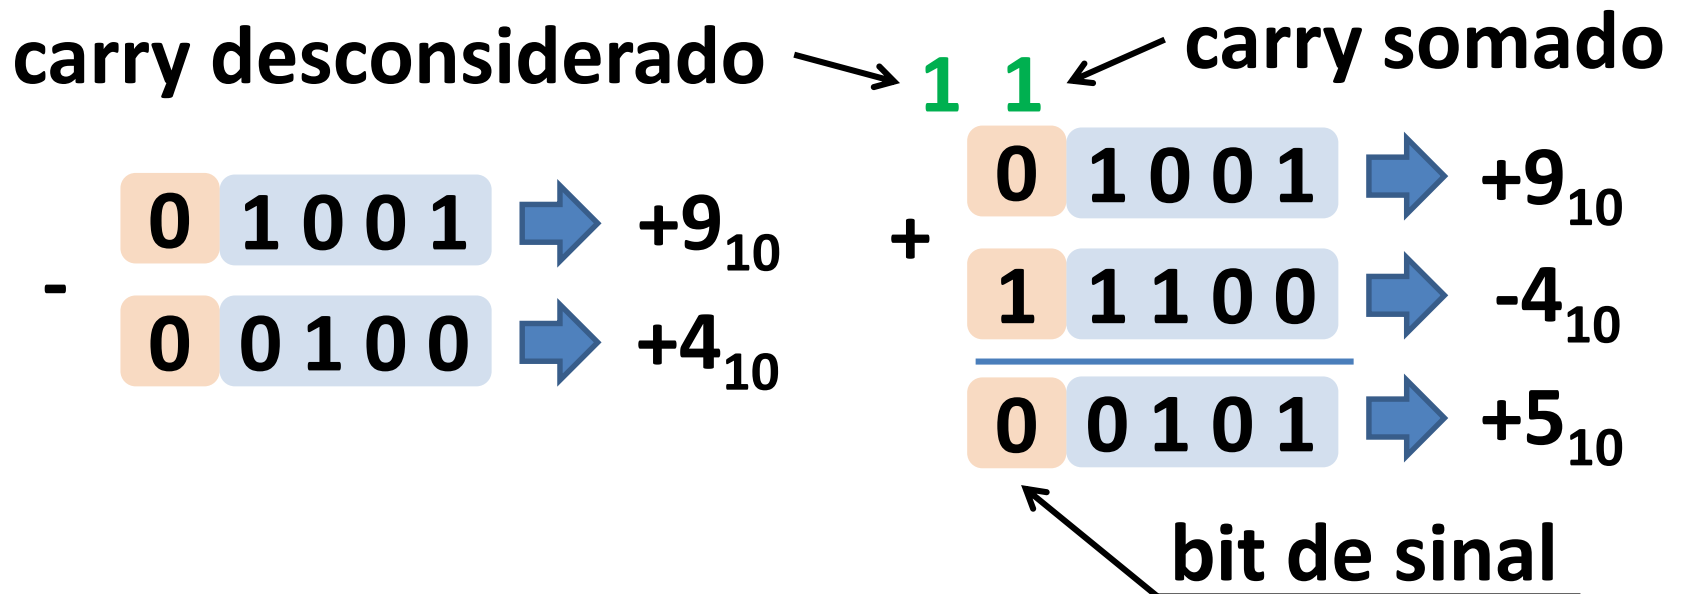 carry desconsiderado
carry somado
1 1
0 1 0 0 1 +9₁₀
-
0 0 1 0 0 +4₁₀
0 1 0 0 1 +9₁₀
+
1 1 1 0 0 -4₁₀
0 0 1 0 1 +5₁₀
bit de sinal